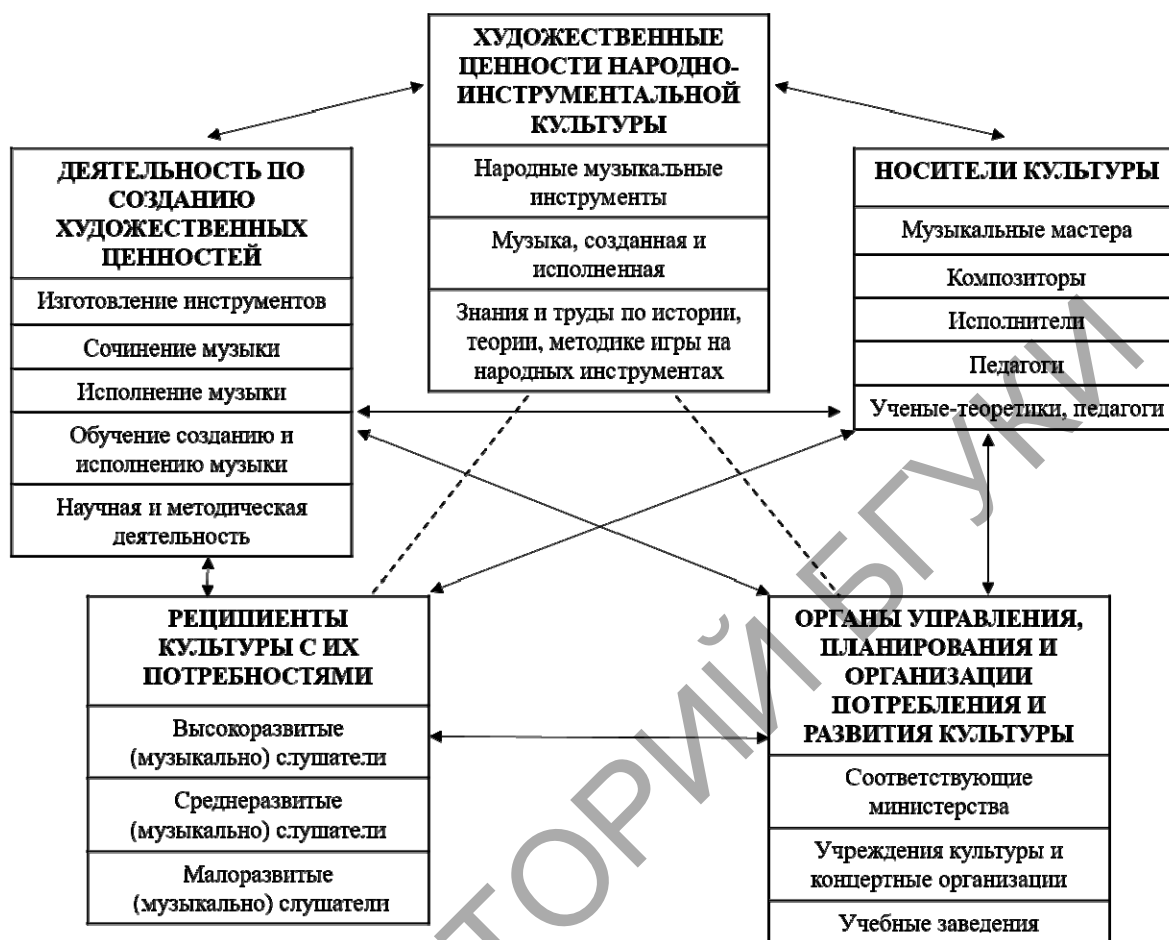 ХУДОЖЕСТВЕННЫЕ
ЦЕННОСТИ НАРОДНО-
ИНСТРУМЕНТАЛЬНОЙ
КУЛЬТУРЫ
Народные музыкальные
инструменты
Музыка, созданная и
исполненная
Знания и труды по истории,
теории, методике игры на
народных инструментах
ДЕЯТЕЛЬНОСТЬ ПО
СОЗДАНИЮ
ХУДОЖЕСТВЕННЫХ
ЦЕННОСТЕЙ
Изготовление инструментов
Сочинение музыки
Исполнение музыки
Обучение созданию и
исполнению музыки
Научная и методическая
деятельность
НОСИТЕЛИ КУЛЬТУРЫ
Музыкальные мастера
Композиторы
Исполнители
Педагоги
Ученые-теоретики, педагоги
РЕЦИПИЕНТЫ
КУЛЬТУРЫ С ИХ
ПОТРЕБНОСТЯМИ
Высокоразвитые
(музыкально) слушатели
Среднеразвитые
(музыкально) слушатели
Малоразвитые
(музыкально) слушатели
ОРГАНЫ УПРАВЛЕНИЯ,
ПЛАНИРОВАНИЯ И
ОРГАНИЗАЦИИ
ПОТРЕБЛЕНИЯ И
РАЗВИТИЯ КУЛЬТУРЫ
Соответствующие
министерства
Учреждения культуры и
концертные организации
Учебные заведения
ТОРИЙ БГУКИ